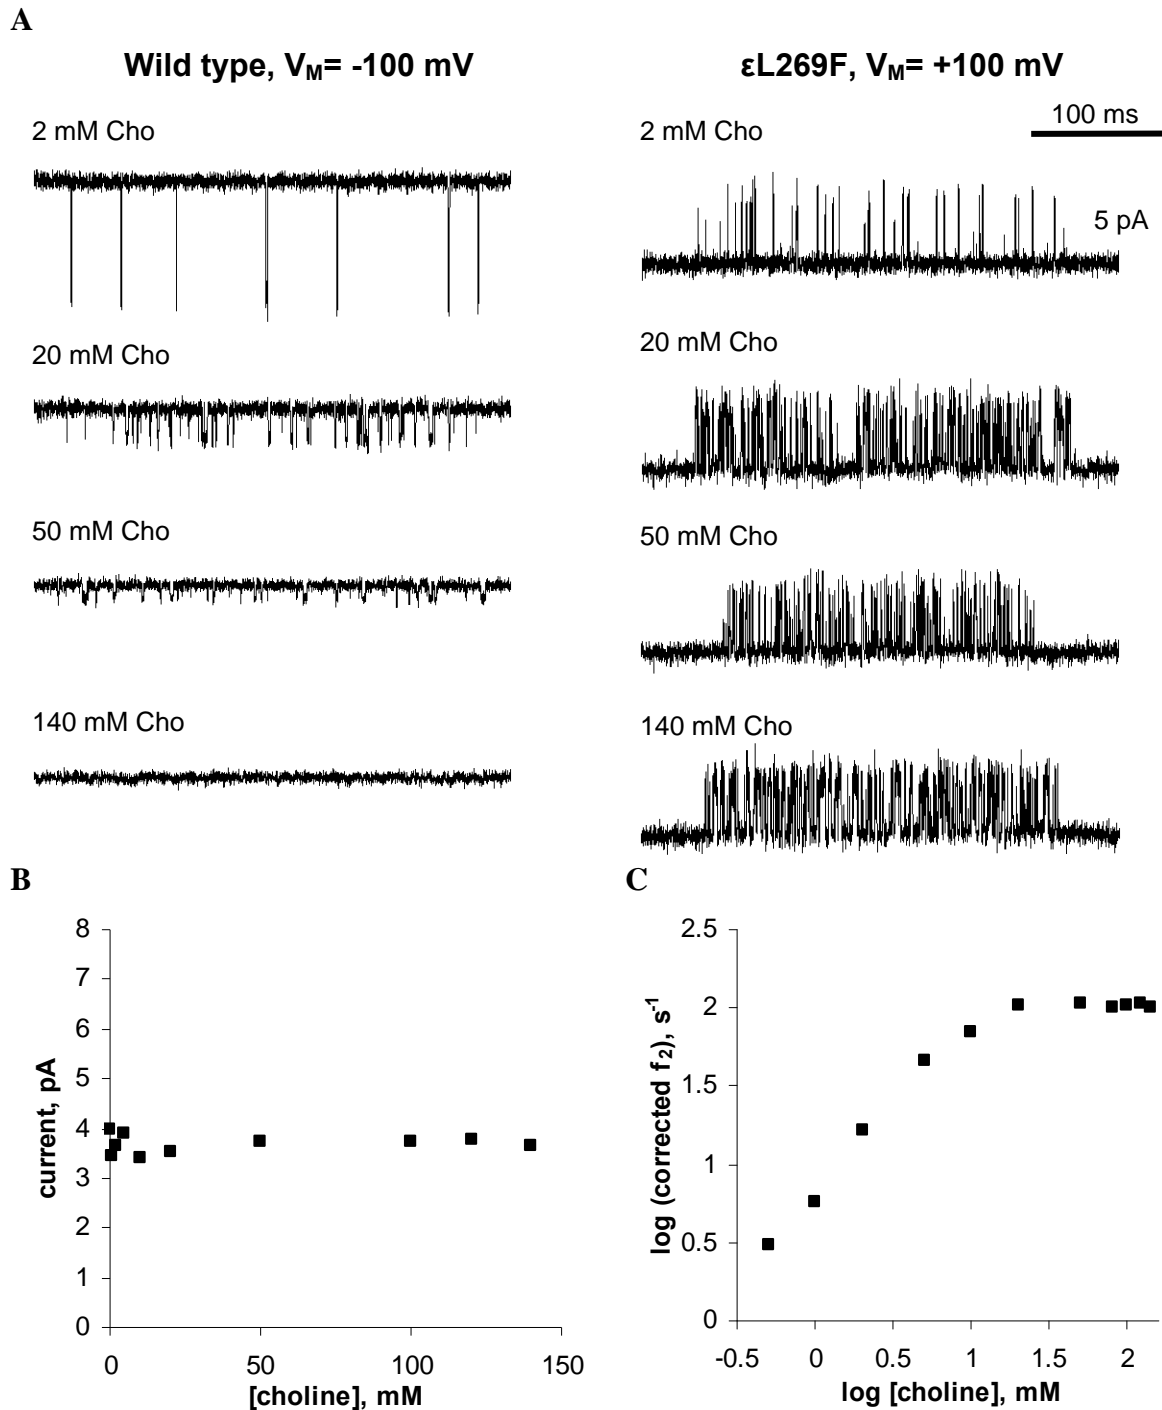 A
Wild type, VM= -100 mV
εL269F, VM= +100 mV
2 mM Cho
2 mM Cho
100 ms
5 pA
20 mM Cho
20 mM Cho
50 mM Cho
50 mM Cho
140 mM Cho
140 mM Cho
B
8
7
6
5
4
3
2
1
0
current, pA
0
50
100
150
[choline], mM
C
2.5
2
1.5
1
0.5
0
log (corrected f2), s-1
-0.5
0
0.5
1
1.5
2
log [choline], mM